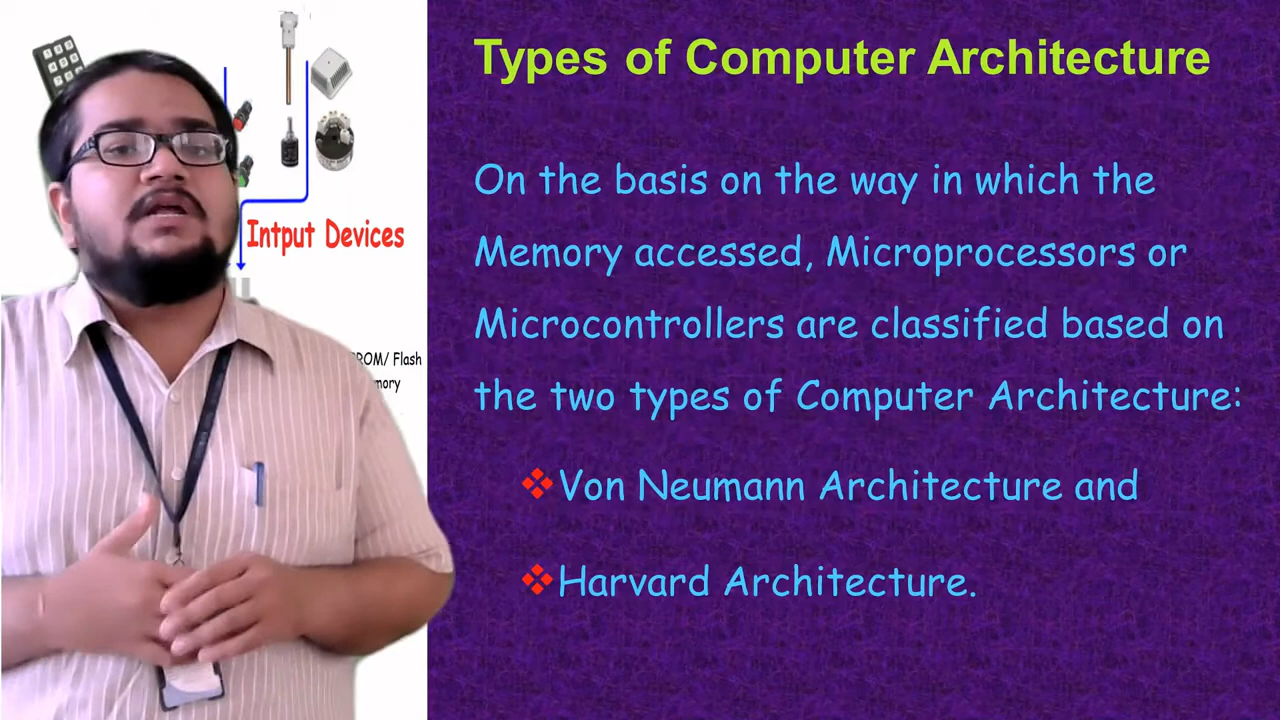 Types of Computer Architecture
On the basis on the way in which the
Memory accessed, Microprocessors or
Microcontrollers are classified based on
the two types of Computer Architecture:
Von Neumann Architecture and
Harvard Architecture.
Intput Devices
ROM/ Flash